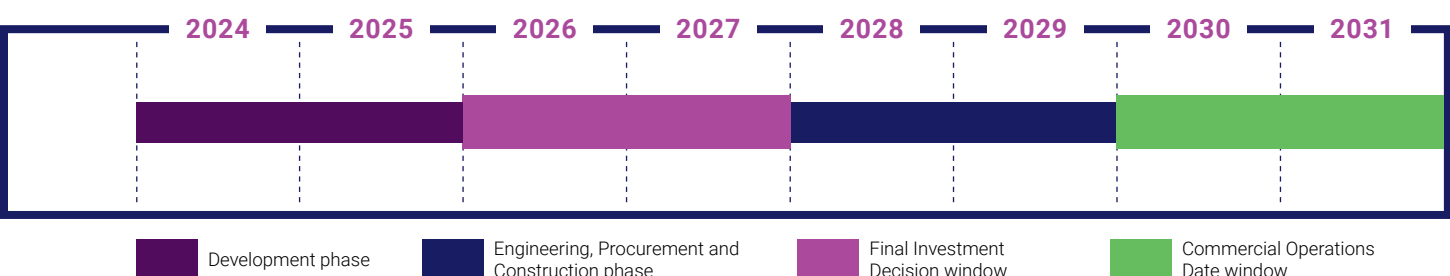 2024 2025 2026 2027 2028 2029 2030 2031
Development phase
Engineering, Procurement and
Construction phase
Final Investment
Decision window
Commercial Operations
Date window